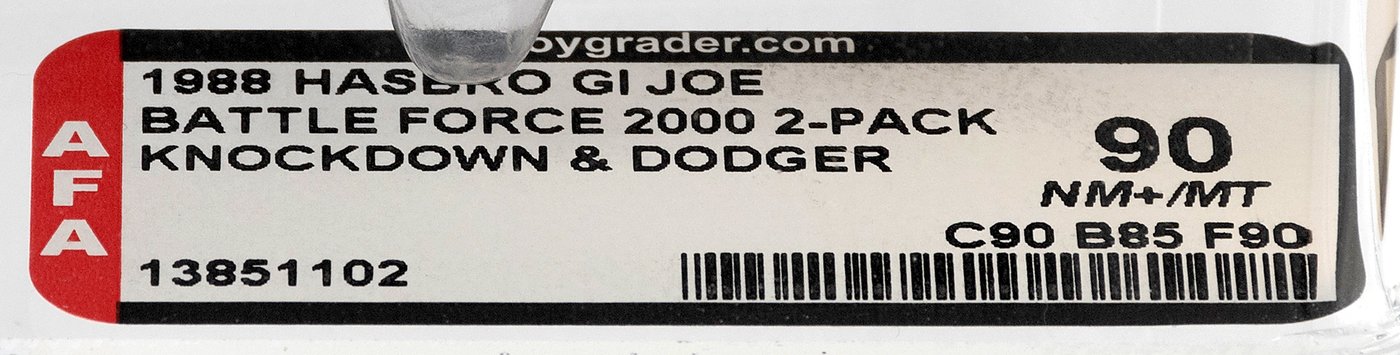 oygrader.com
1988 HASBRO GI JOE
BATTLE FORCE 2000 2-PACK
KNOCKDOWN & DODGER
90
NM+/MT
C90 B85 F90
13851102
AFA